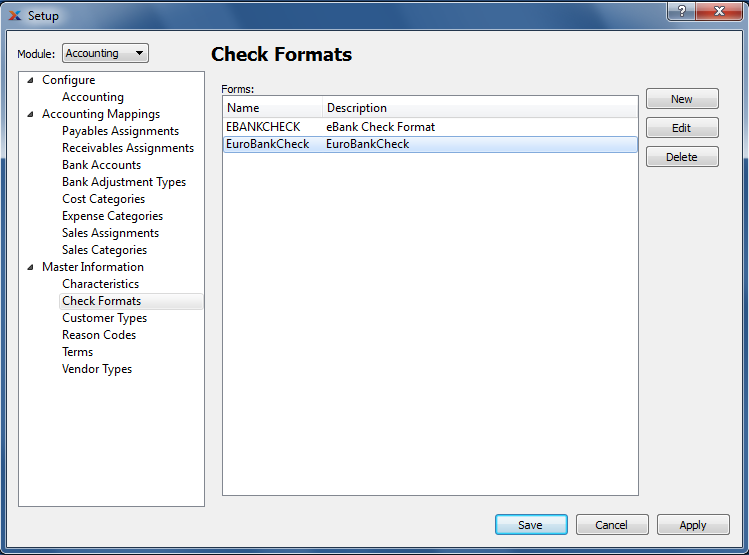 Setup
?
X
Module: Accounting
Check Formats
Configure
Accounting
Accounting Mappings
Payables Assignments
Receivables Assignments
Bank Accounts
Bank Adjustment Types
Cost Categories
Expense Categories
Sales Assignments
Sales Categories
Master Information
Characteristics
Check Formats
Customer Types
Reason Codes
Terms
Vendor Types
Forms:
Name Description
EBANKCHECK eBank Check Format
EuroBankCheck EuroBankCheck
New
Edit
Delete
Save Cancel Apply